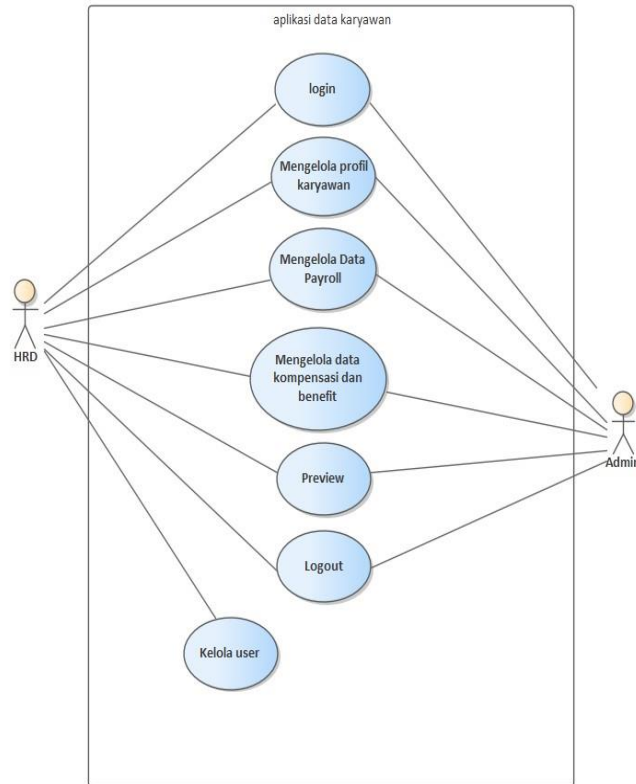 aplikasi data karyawan
login
Mengelola profil
karyawan
Mengelola Data
Payroll
HRD
Mengelola data
kompensasi dan
benefit
Admin
Preview
Logout
Kelola user